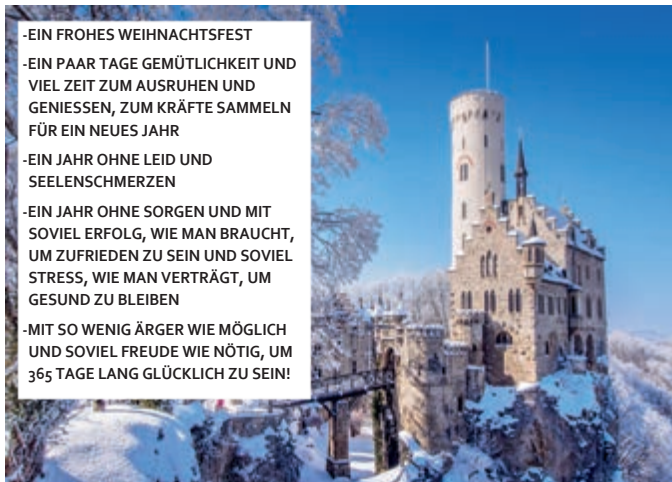 -EIN FROHES WEIHNACHTSFEST
-EIN PAAR TAGE GEMÜTLICHKEIT UND
VIEL ZEIT ZUM AUSRUHEN UND
GENIESSEN, ZUM KRÄFTE SAMMELN
FÜR EIN NEUES JAHR
-EIN JAHR OHNE LEID UND
SEELENSCHMERZEN
-EIN JAHR OHNE SORGEN UND MIT
SOVIEL ERFOLG, WIE MAN BRAUCHT,
UM ZUFRIEDEN ZU SEIN UND SOVIEL
STRESS, WIE MAN VERTRÄGT, UM
GESUND ZU BLEIBEN
-MIT SO WENIG ÄRGER WIE MÖGLICH
UND SOVIEL FREUDE WIE NÖTIG, UM
365 TAGE LANG GLÜCKLICH ZU SEIN!